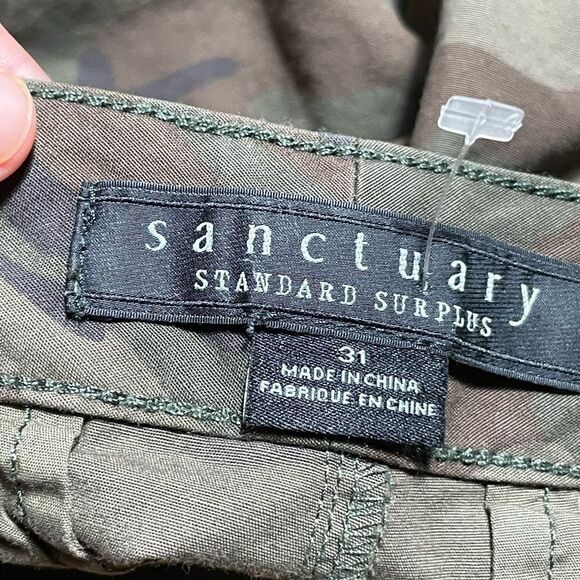 sanctuary
STANDARD SURPLUS
31
MADE IN CHINA
FABRIQUE EN CHINE